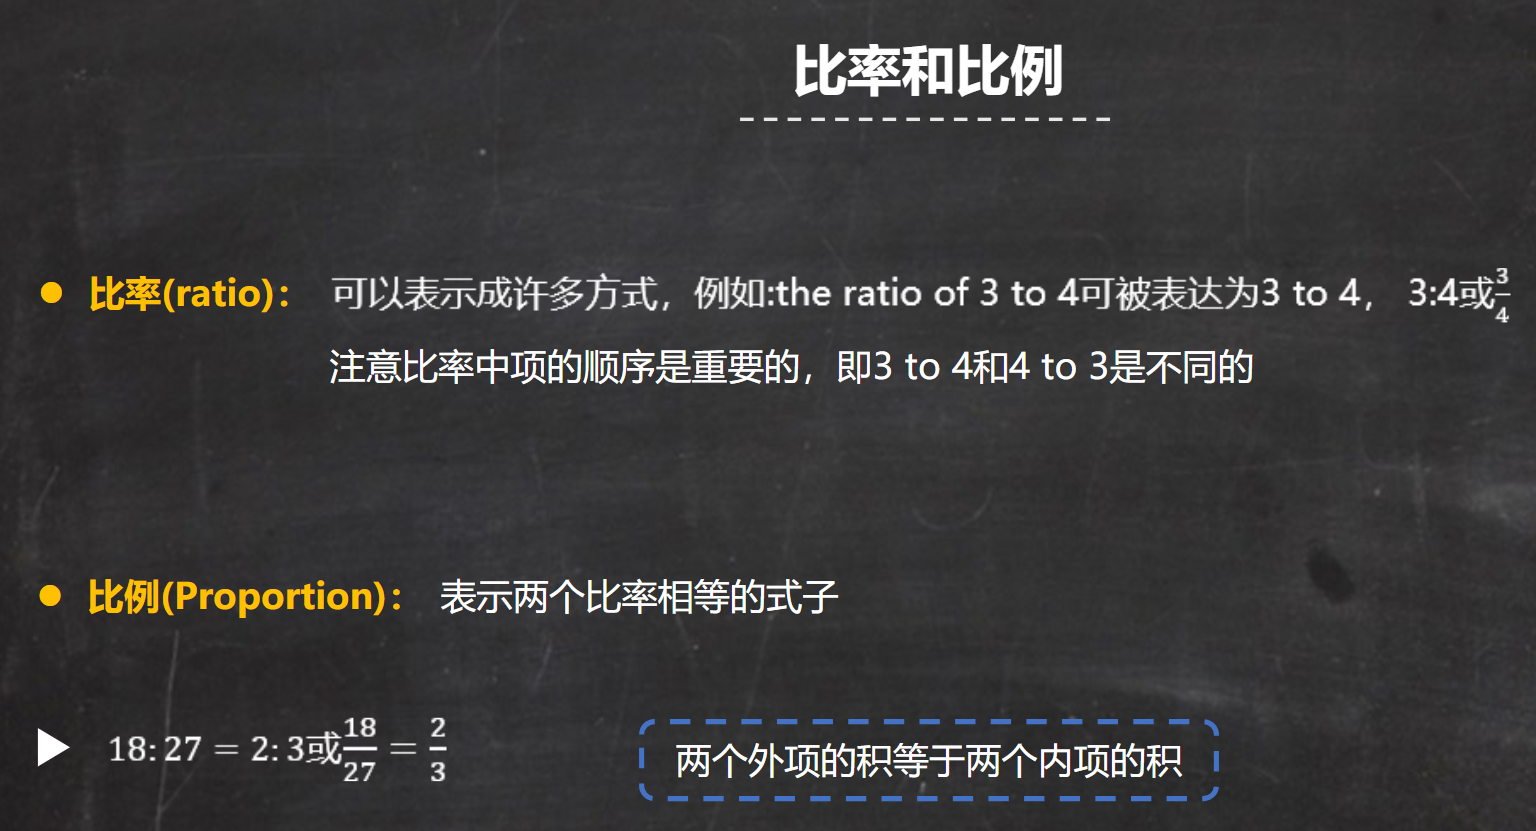 比率和比例
比率(ratio)： 可以表示成许多方式，例如:the ratio of 3 to 4可被表达为3 to 4， 3:4或3/4
注意比率中项的顺序是重要的，即3 to 4和4 to 3是不同的
比例(Proportion)： 表示两个比率相等的式子
18:27 = 2:3或18/27 = 2/3
两个外项的积等于两个内项的积